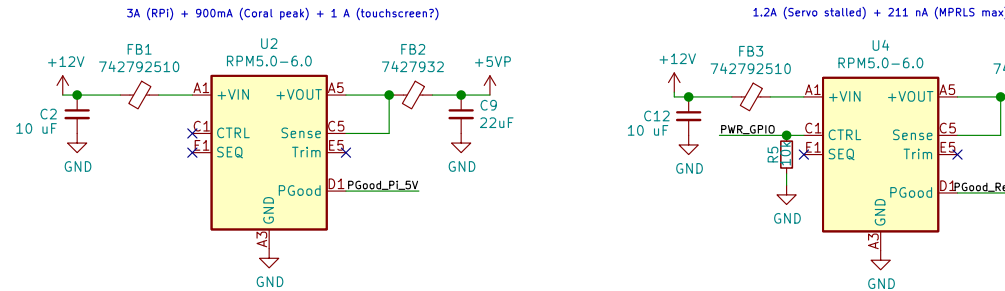 3A (RPi) + 900mA (Coral peak) + 1 A (touchscreen?)
+12V
FB1
742792510
C2
10 uF
GND
U2
RPM5.0-6.0
A1
+VIN
C1
CTRL
E1
SEQ
+VOUT
A5
Sense
C5
Trim
E5
PGood
D1
PGood_Pi_5V
GND
A3
GND
FB2
7427932
+5VP
C9
22uF
GND
1.2A (Servo stalled) + 211 nA (MPRLS max
+12V
FB3
742792510
C12
10 uF
GND
PWR_GPIO
R5
10k
GND
U4
RPM5.0-6.0
A1
+VIN
C1
CTRL
E1
SEQ
+VOUT
A5
Sense
C5
Trim
E5
PGood
D1
PGood_Re
GND
A3
GND
74